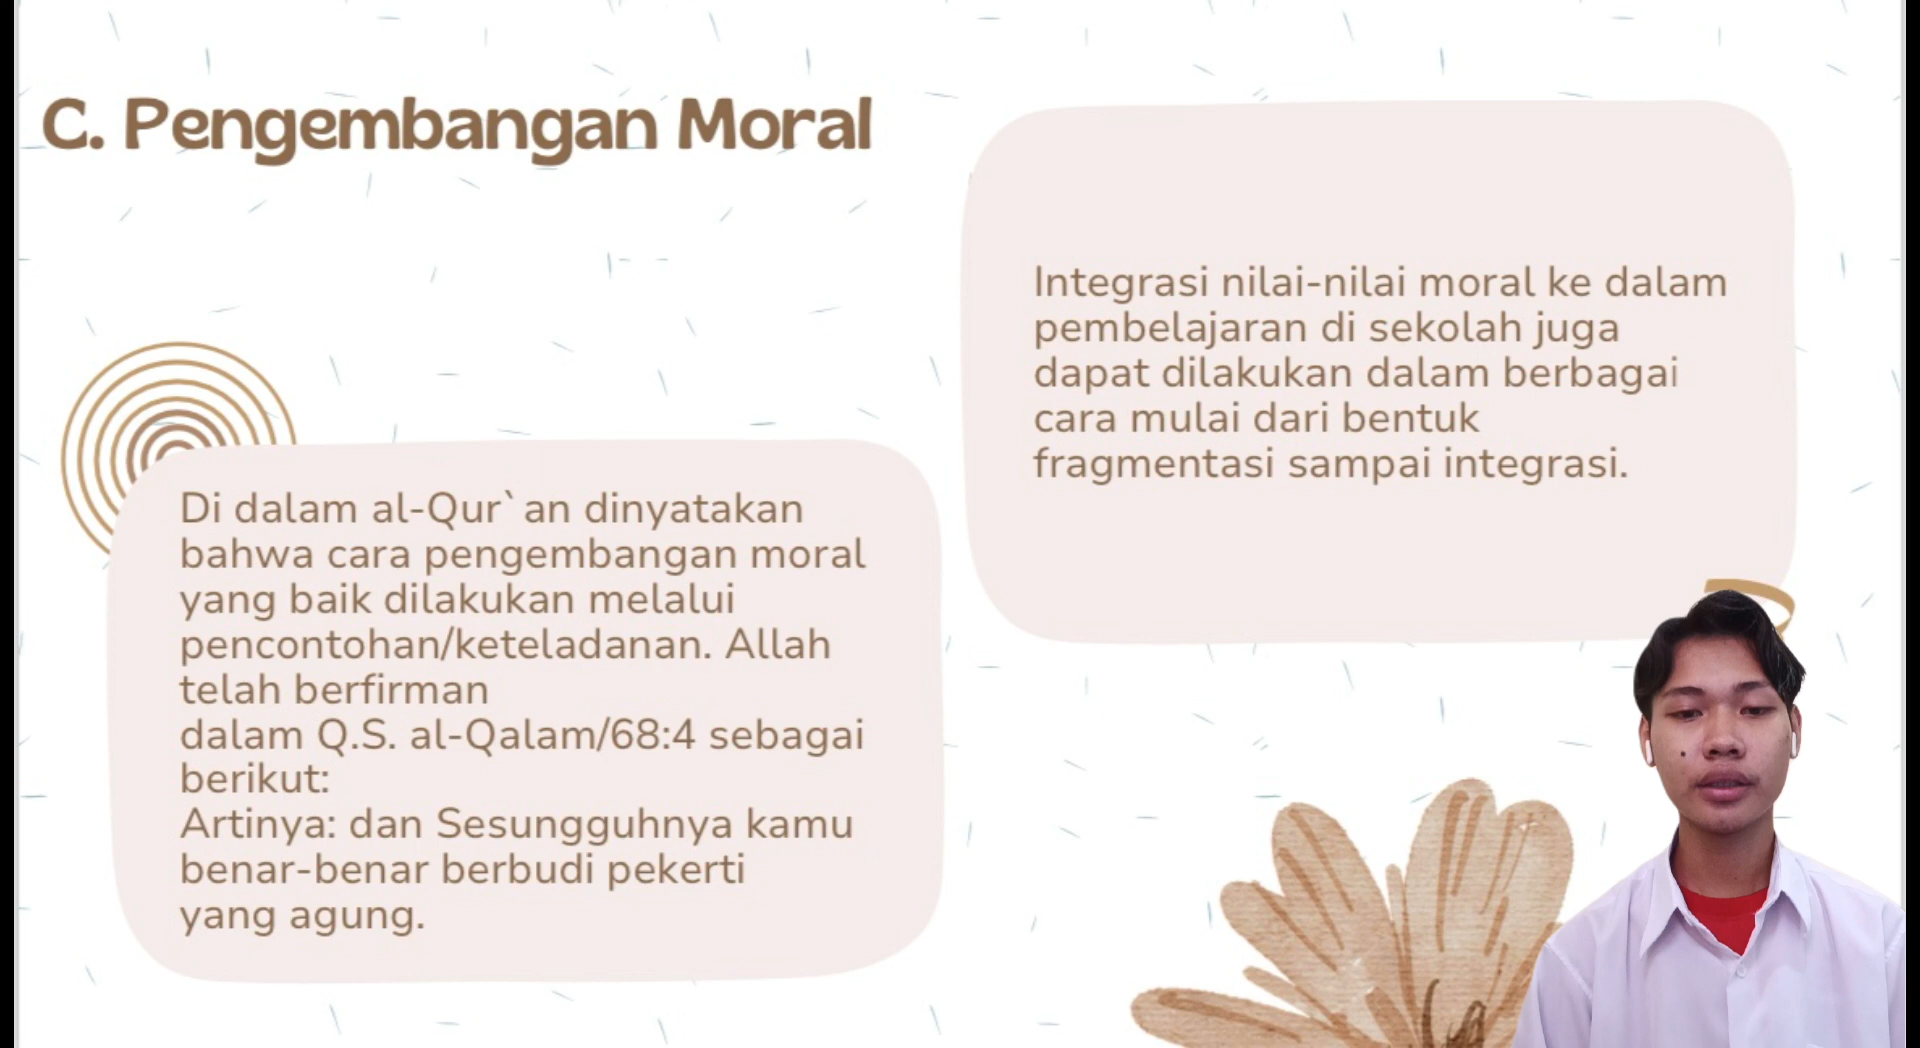 C. Pengembangan Moral
Di dalam al-Qur`an dinyatakan
bahwa cara pengembangan moral
yang baik dilakukan melalui
pencontohan/keteladanan. Allah
telah berfirman
dalam Q.S. al-Qalam/68:4 sebagai
berikut:
Artinya: dan Sesungguhnya kamu
benar-benar berbudi pekerti
yang agung.
Integrasi nilai-nilai moral ke dalam
pembelajaran di sekolah juga
dapat dilakukan dalam berbagai
cara mulai dari bentuk
fragmentasi sampai integrasi.